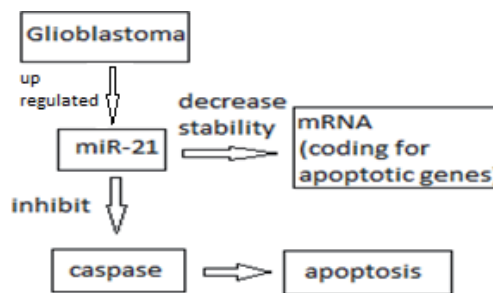 Glioblastoma
up
regulated
decrease
stability
miR-21
mRNA
(coding for
apoptotic genes)
inhibit
caspase
apoptosis